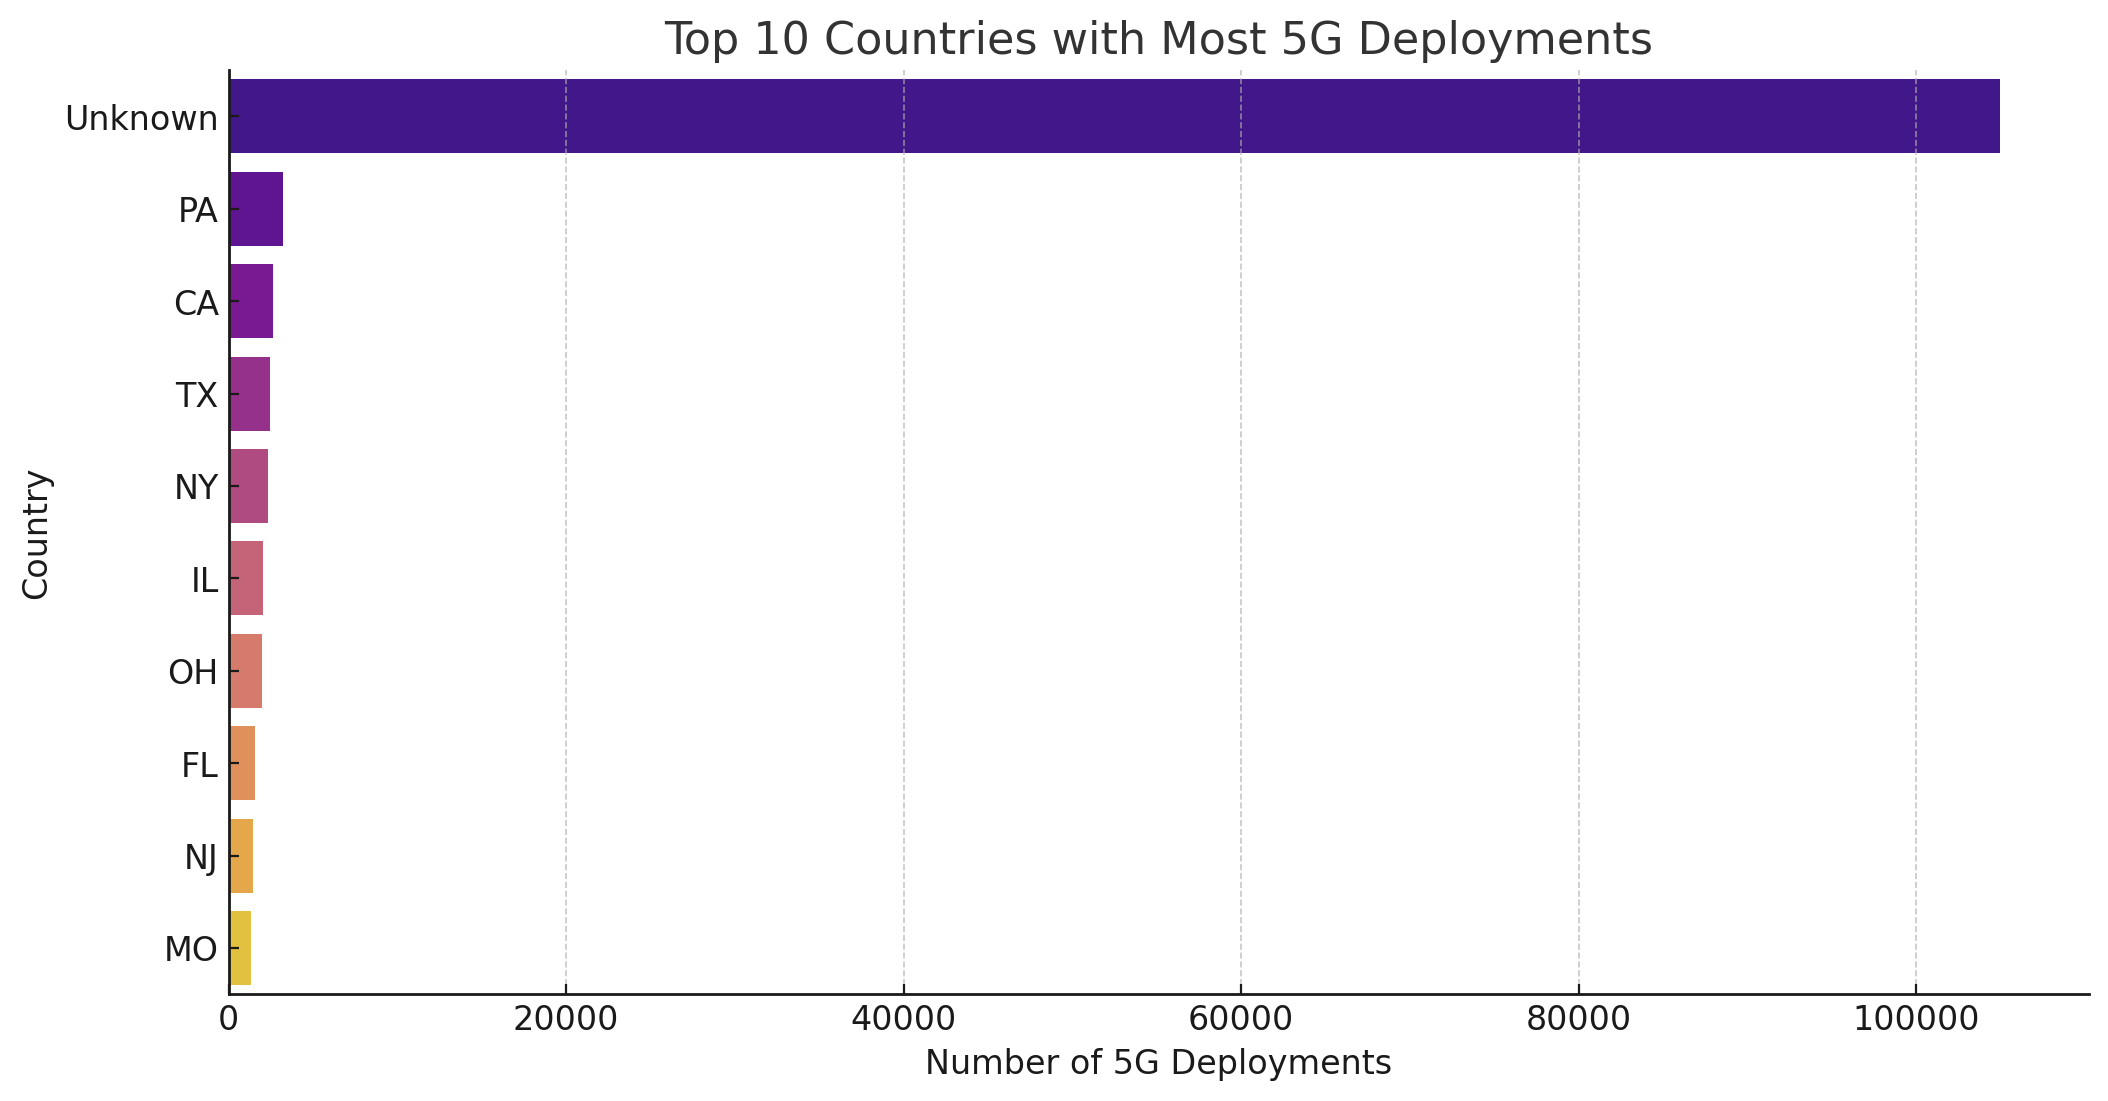 Top 10 Countries with Most 5G Deployments
Unknown
PA
CA
TX
NY
IL
OH
FL
NJ
MO
Country
0 20000 40000 60000 80000 100000
Number of 5G Deployments